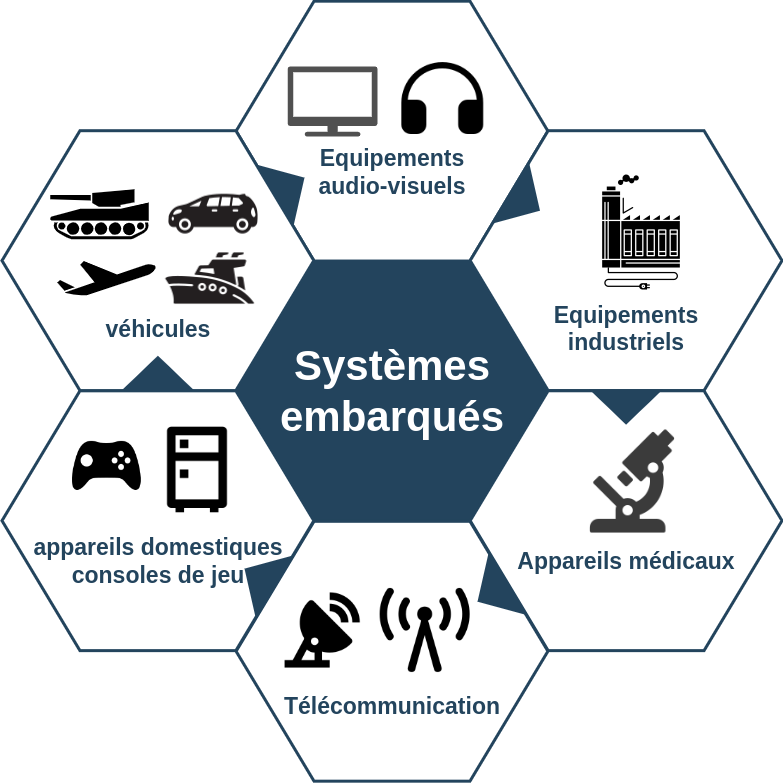 Equipements
audio-visuels
véhicules
Equipements
industriels
Systèmes
embarqués
appareils domestiques
consoles de jeu
Appareils médicaux
Télécommunication